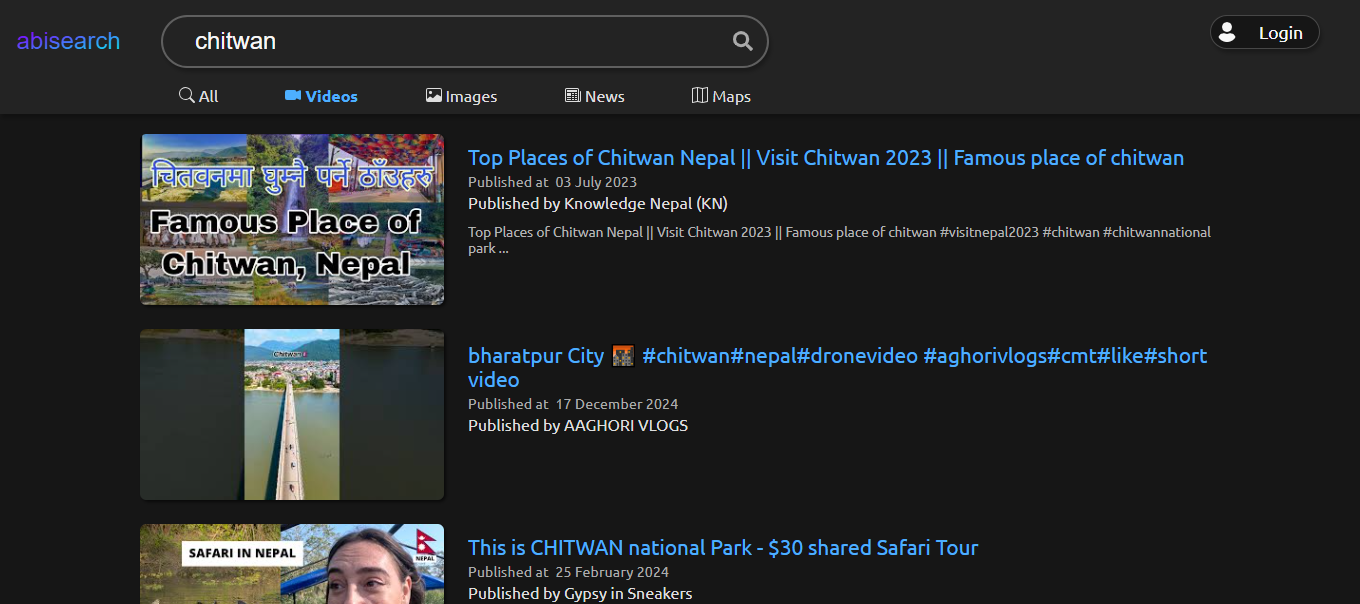 abisearch
chitwan
Login
All
Videos
Images
News
Maps
चितवनमा घुम्नै पर्ने ठाँउहरु
Famous Place of
Chitwan, Nepal
Top Places of Chitwan Nepal || Visit Chitwan 2023 || Famous place of chitwan
Published at 03 July 2023
Published by Knowledge Nepal (KN)
Top Places of Chitwan Nepal || Visit Chitwan 2023 || Famous place of chitwan #visitnepal2023 #chitwan #chitwannational
park ...
Chitwan
bharatpur City 🌇 #chitwan#nepal#dronevideo #aghorivlogs#cmt#like#short
video
Published at 17 December 2024
Published by AAGHORI VLOGS
SAFARI IN NEPAL
NEPAL
This is CHITWAN national Park - $30 shared Safari Tour
Published at 25 February 2024
Published by Gypsy in Sneakers